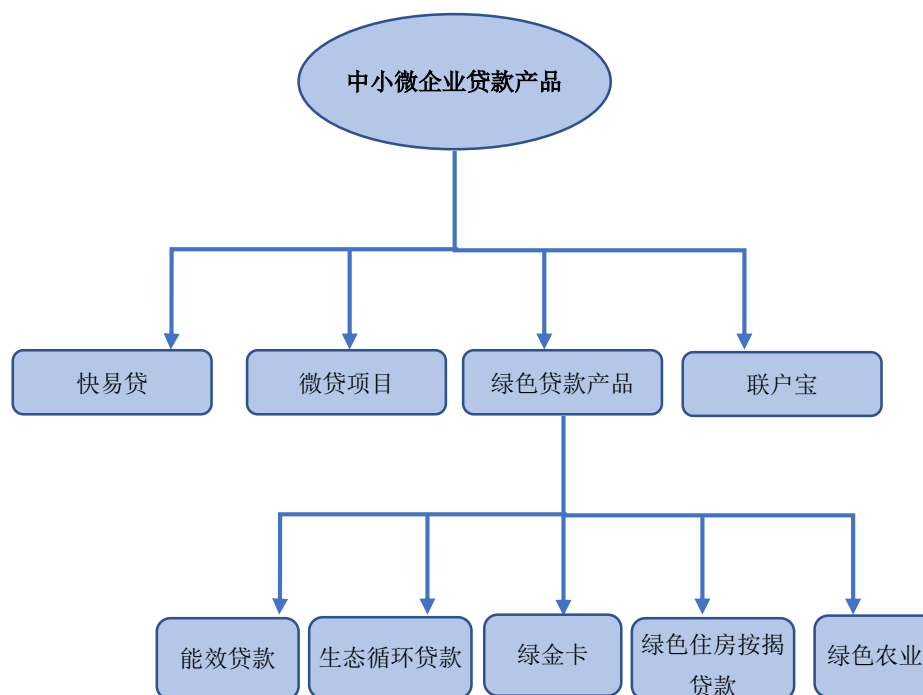 中小微企业贷款产品
快易贷
微贷项目
绿色贷款产品
联户宝
能效贷款
生态循环贷款
绿金卡
绿色住房按揭
贷款
绿色农业